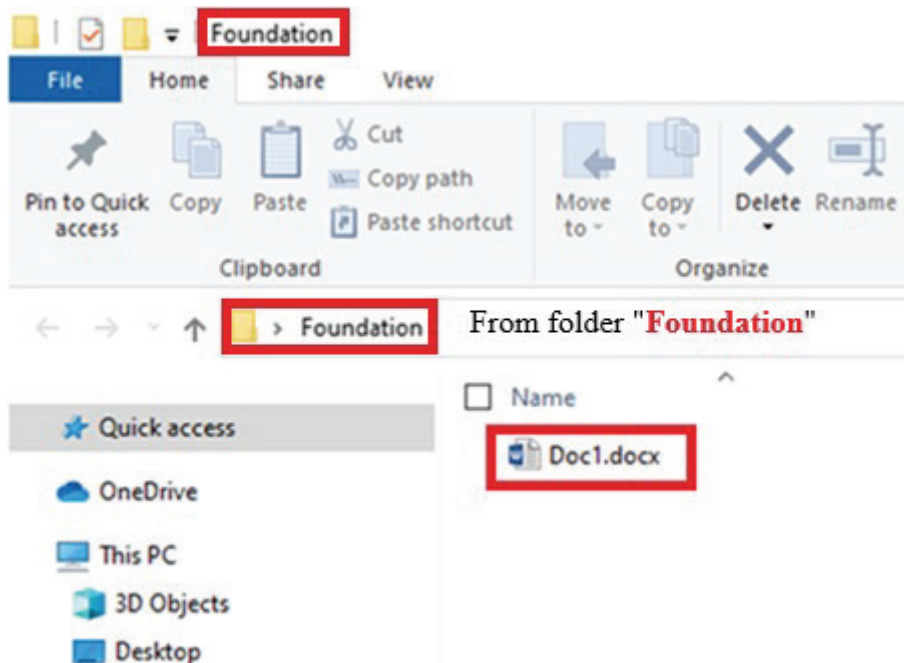 Foundation
File Home Share View
Pin to Quick access
Copy
Paste
Cut
Copy path
Paste shortcut
Move to
Copy to
Delete
Rename
Clipboard
Organize
> Foundation
From folder "Foundation"
Name
Quick access
Doc1.docx
OneDrive
This PC
3D Objects
Desktop